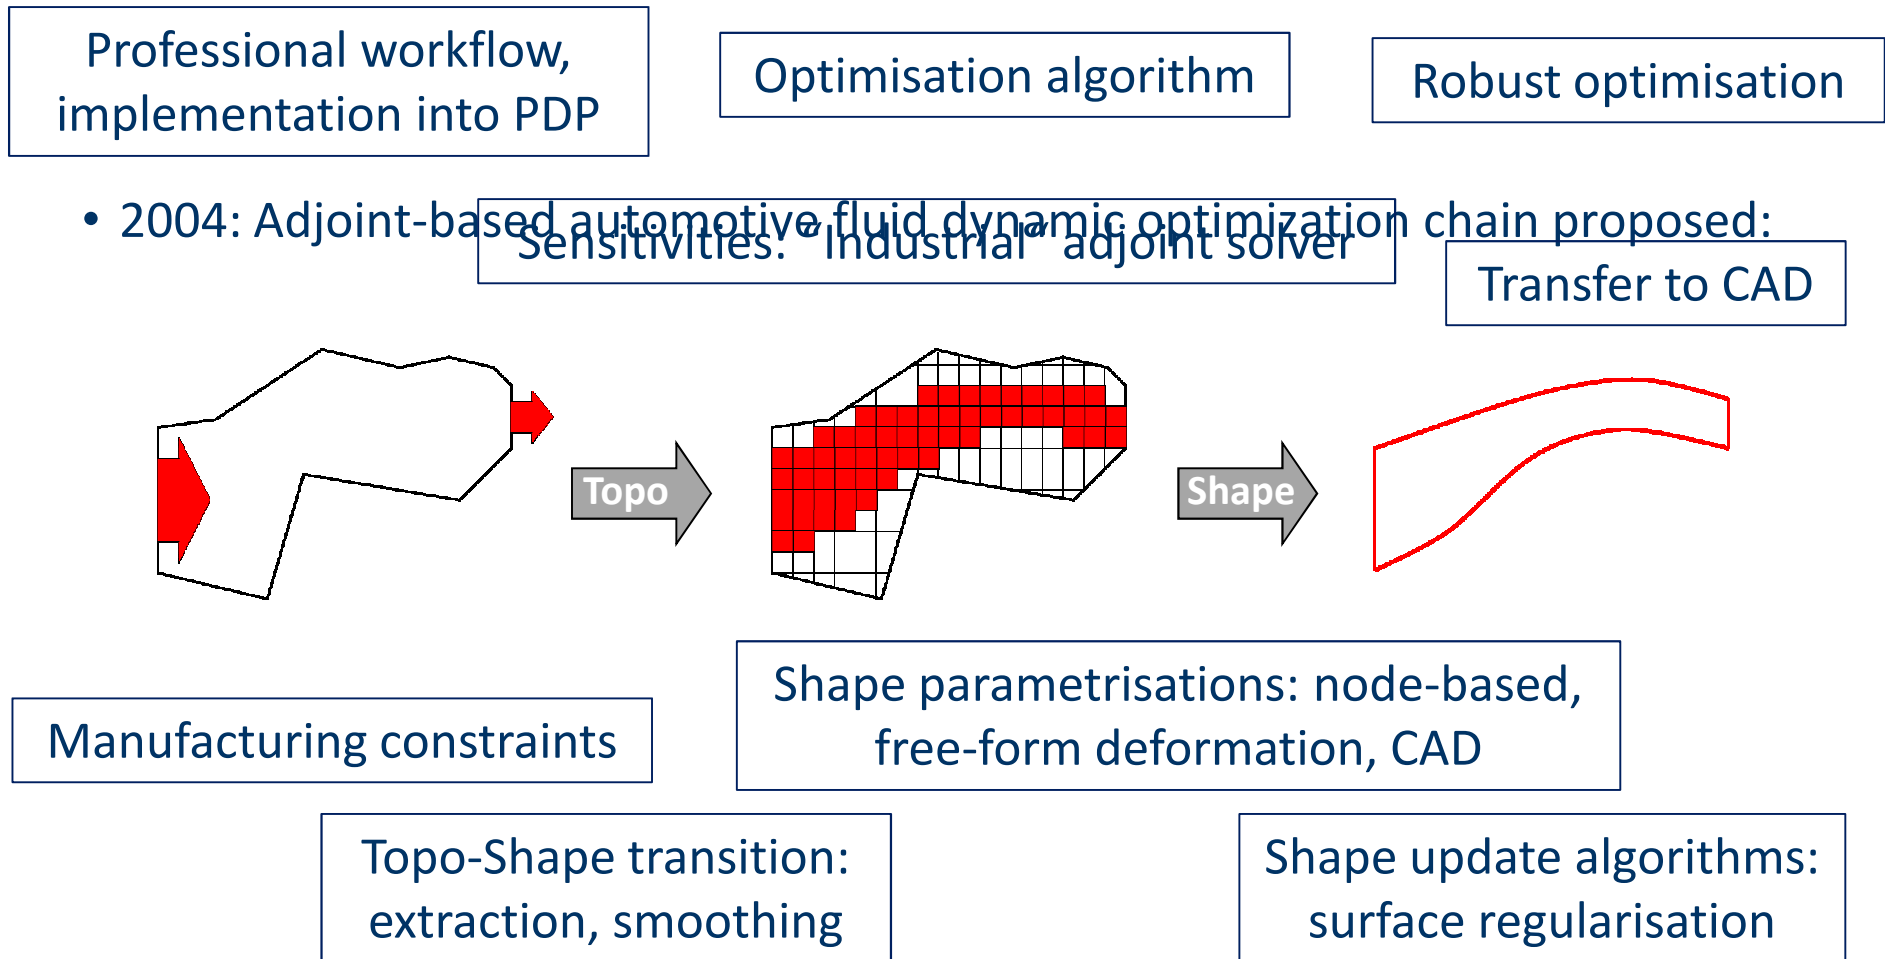 Professional workflow,
implementation into PDP
Optimisation algorithm
Robust optimisation
• 2004: Adjoint-based automotive fluid dynamic optimization chain proposed:
Sensitivities: “Industrial“ adjoint solver
Transfer to CAD
Topo
Shape
Shape parametrisations: node-based,
free-form deformation, CAD
Manufacturing constraints
Topo-Shape transition:
extraction, smoothing
Shape update algorithms:
surface regularisation